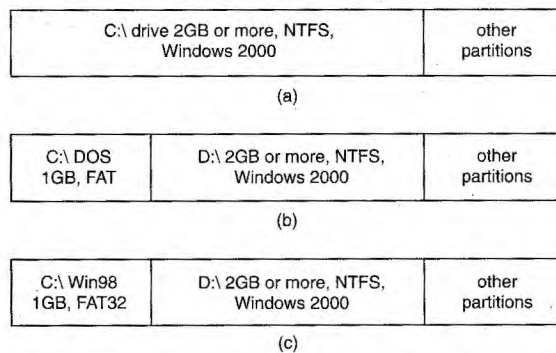 C:\ drive 2GB or more, NTFS,
Windows 2000
other
partitions
(a)
C:\ DOS
1GB, FAT
D:\ 2GB or more, NTFS,
Windows 2000
other
partitions
(b)
C:\ Win98
1GB, FAT32
D:\ 2GB or more, NTFS,
Windows 2000
other
partitions
(c)